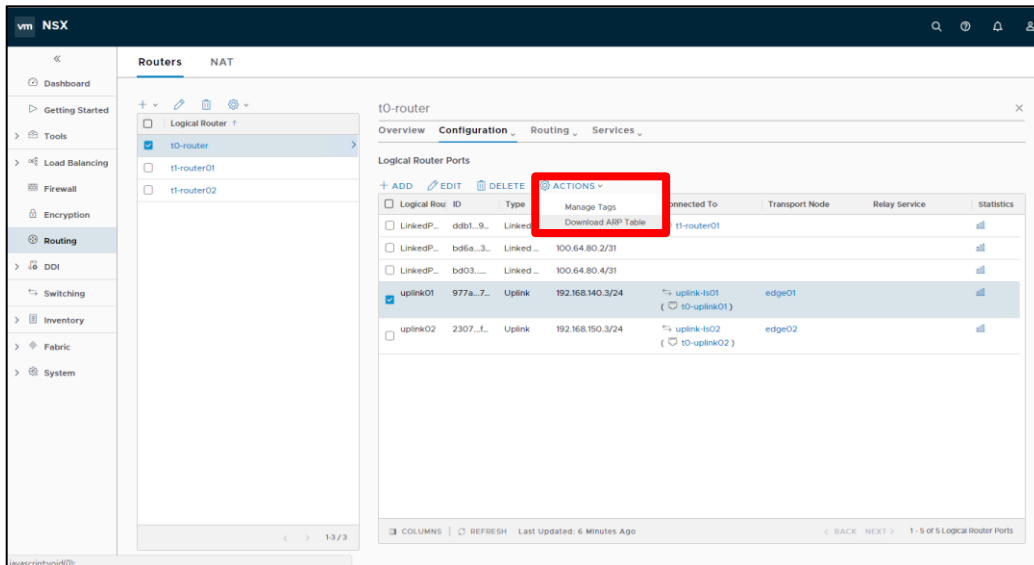 vm NSX
Routers NAT
Dashboard
Getting Started
Tools
Load Balancing
Firewall
Encryption
Routing
DDI
Switching
Inventory
Fabric
System
Logical Router ↑
t0-router
t1-router01
t1-router02
1-3 / 3
t0-router
Overview Configuration Routing Services
Logical Router Ports
+ ADD EDIT DELETE ACTIONS
Manage Tags
Download ARP Table
Logical Rou ID Type onnected To Transport Node Relay Service Statistics
LinkedP... ddb1...9... Linked t1-router01
LinkedP... bd6a...3... Linked ... 100.64.80.2/31
LinkedP... bd03...... Linked ... 100.64.80.4/31
uplink01 977a...7... Uplink 192.168.140.3/24 uplink-ls01 edge01
( t0-uplink01 )
uplink02 2307...f... Uplink 192.168.150.3/24 uplink-ls02 edge02
( t0-uplink02 )
COLUMNS REFRESH Last Updated: 6 Minutes Ago < BACK NEXT > 1 - 5 of 5 Logical Router Ports
javascript:void(0);